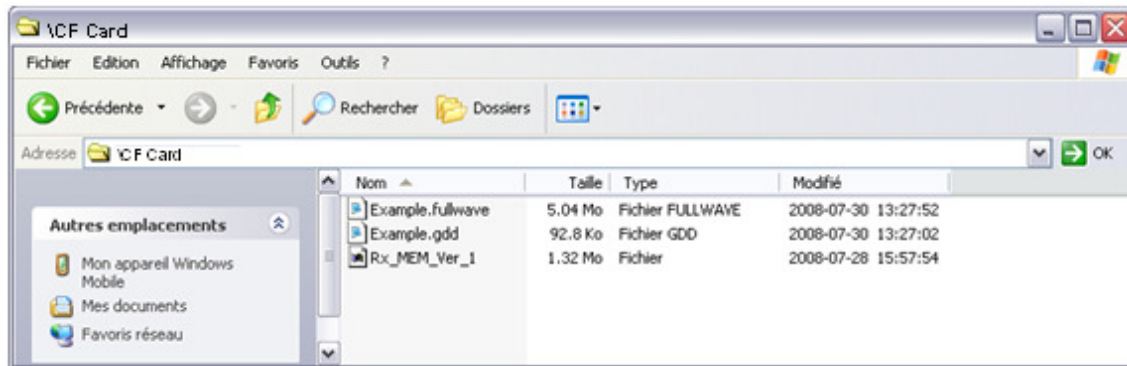 \CF Card
Fichier Edition Affichage Favoris Outils ?
Précédente Rechercher Dossiers
Adresse \CF Card OK
Nom Taille Type Modifié
Example.fullwave 5.04 Mo Fichier FULLWAVE 2008-07-30 13:27:52
Example.gdd 92.8 Ko Fichier GDD 2008-07-30 13:27:02
Rx_MEM_Ver_1 1.32 Mo Fichier 2008-07-28 15:57:54
Autres emplacements
Mon appareil Windows
Mobile
Mes documents
Favoris réseau